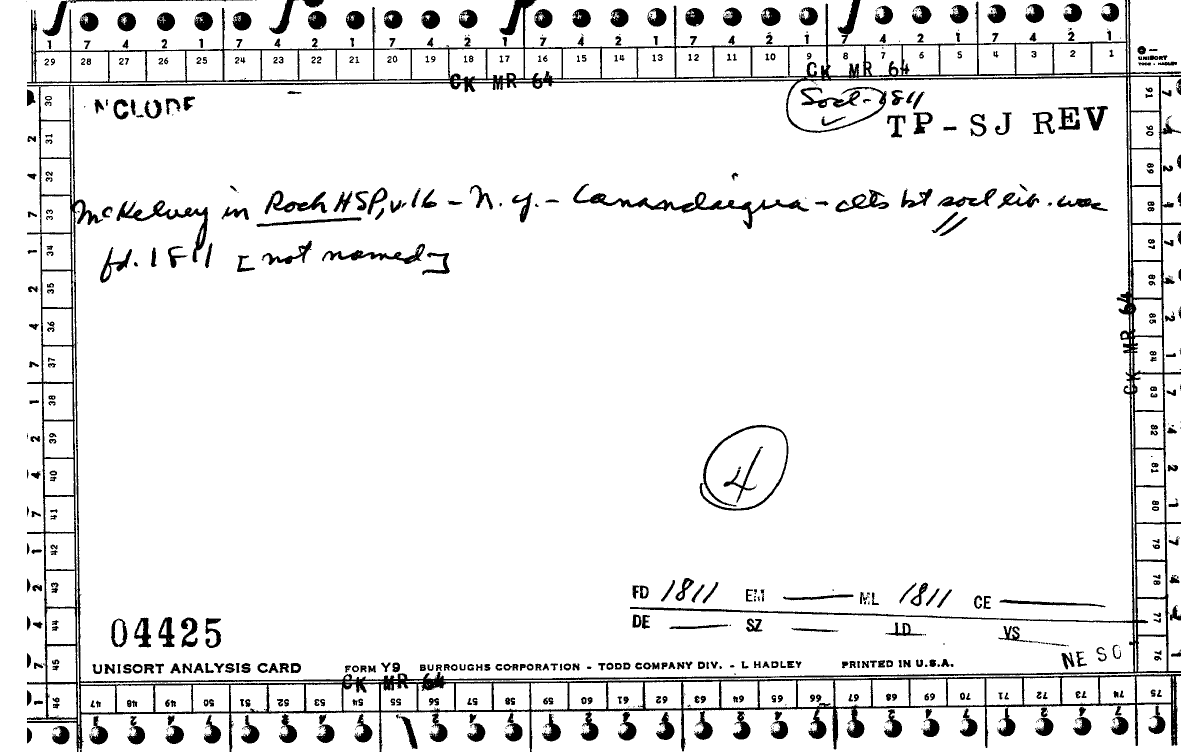 1 7 4 2 1 7 4 2 1 7 4 2 1 7 4 2 1 7 4 2 1 7 4 2 1 7 4 2 1
29 28 27 26 25 24 23 22 21 20 19 18 17 16 15 14 13 12 11 10 9 8 7 6 5 4 3 2 1
UNISORT
TODD - HADLEY
CK MR 64 CK MR 64
NCLODE Socl-1811
TP-SJ REV
McKelvey in Roch HSP, v.16 - N.Y. - Canandaigua - cites 1st socl lib. was
fd. 1811 [not named]
4
CK MR 64
FD 1811 EM — ML 1811 CE —
DE — SZ — LD VS
04425
NE SO
UNISORT ANALYSIS CARD FORM Y9 BURROUGHS CORPORATION - TODD COMPANY DIV. - L HADLEY PRINTED IN U.S.A.
CK MR 64
30 31 32 33 34 35 36 37 38 39 40 41 42 43 44 45 46
47 48 49 50 51 52 53 54 55 56 57 58 59 60 61 62 63 64 65 66 67 68 69 70 71 72 73 74 75
76 77 78 79 80 81 82 83 84 85 86 87 88 89 90 91